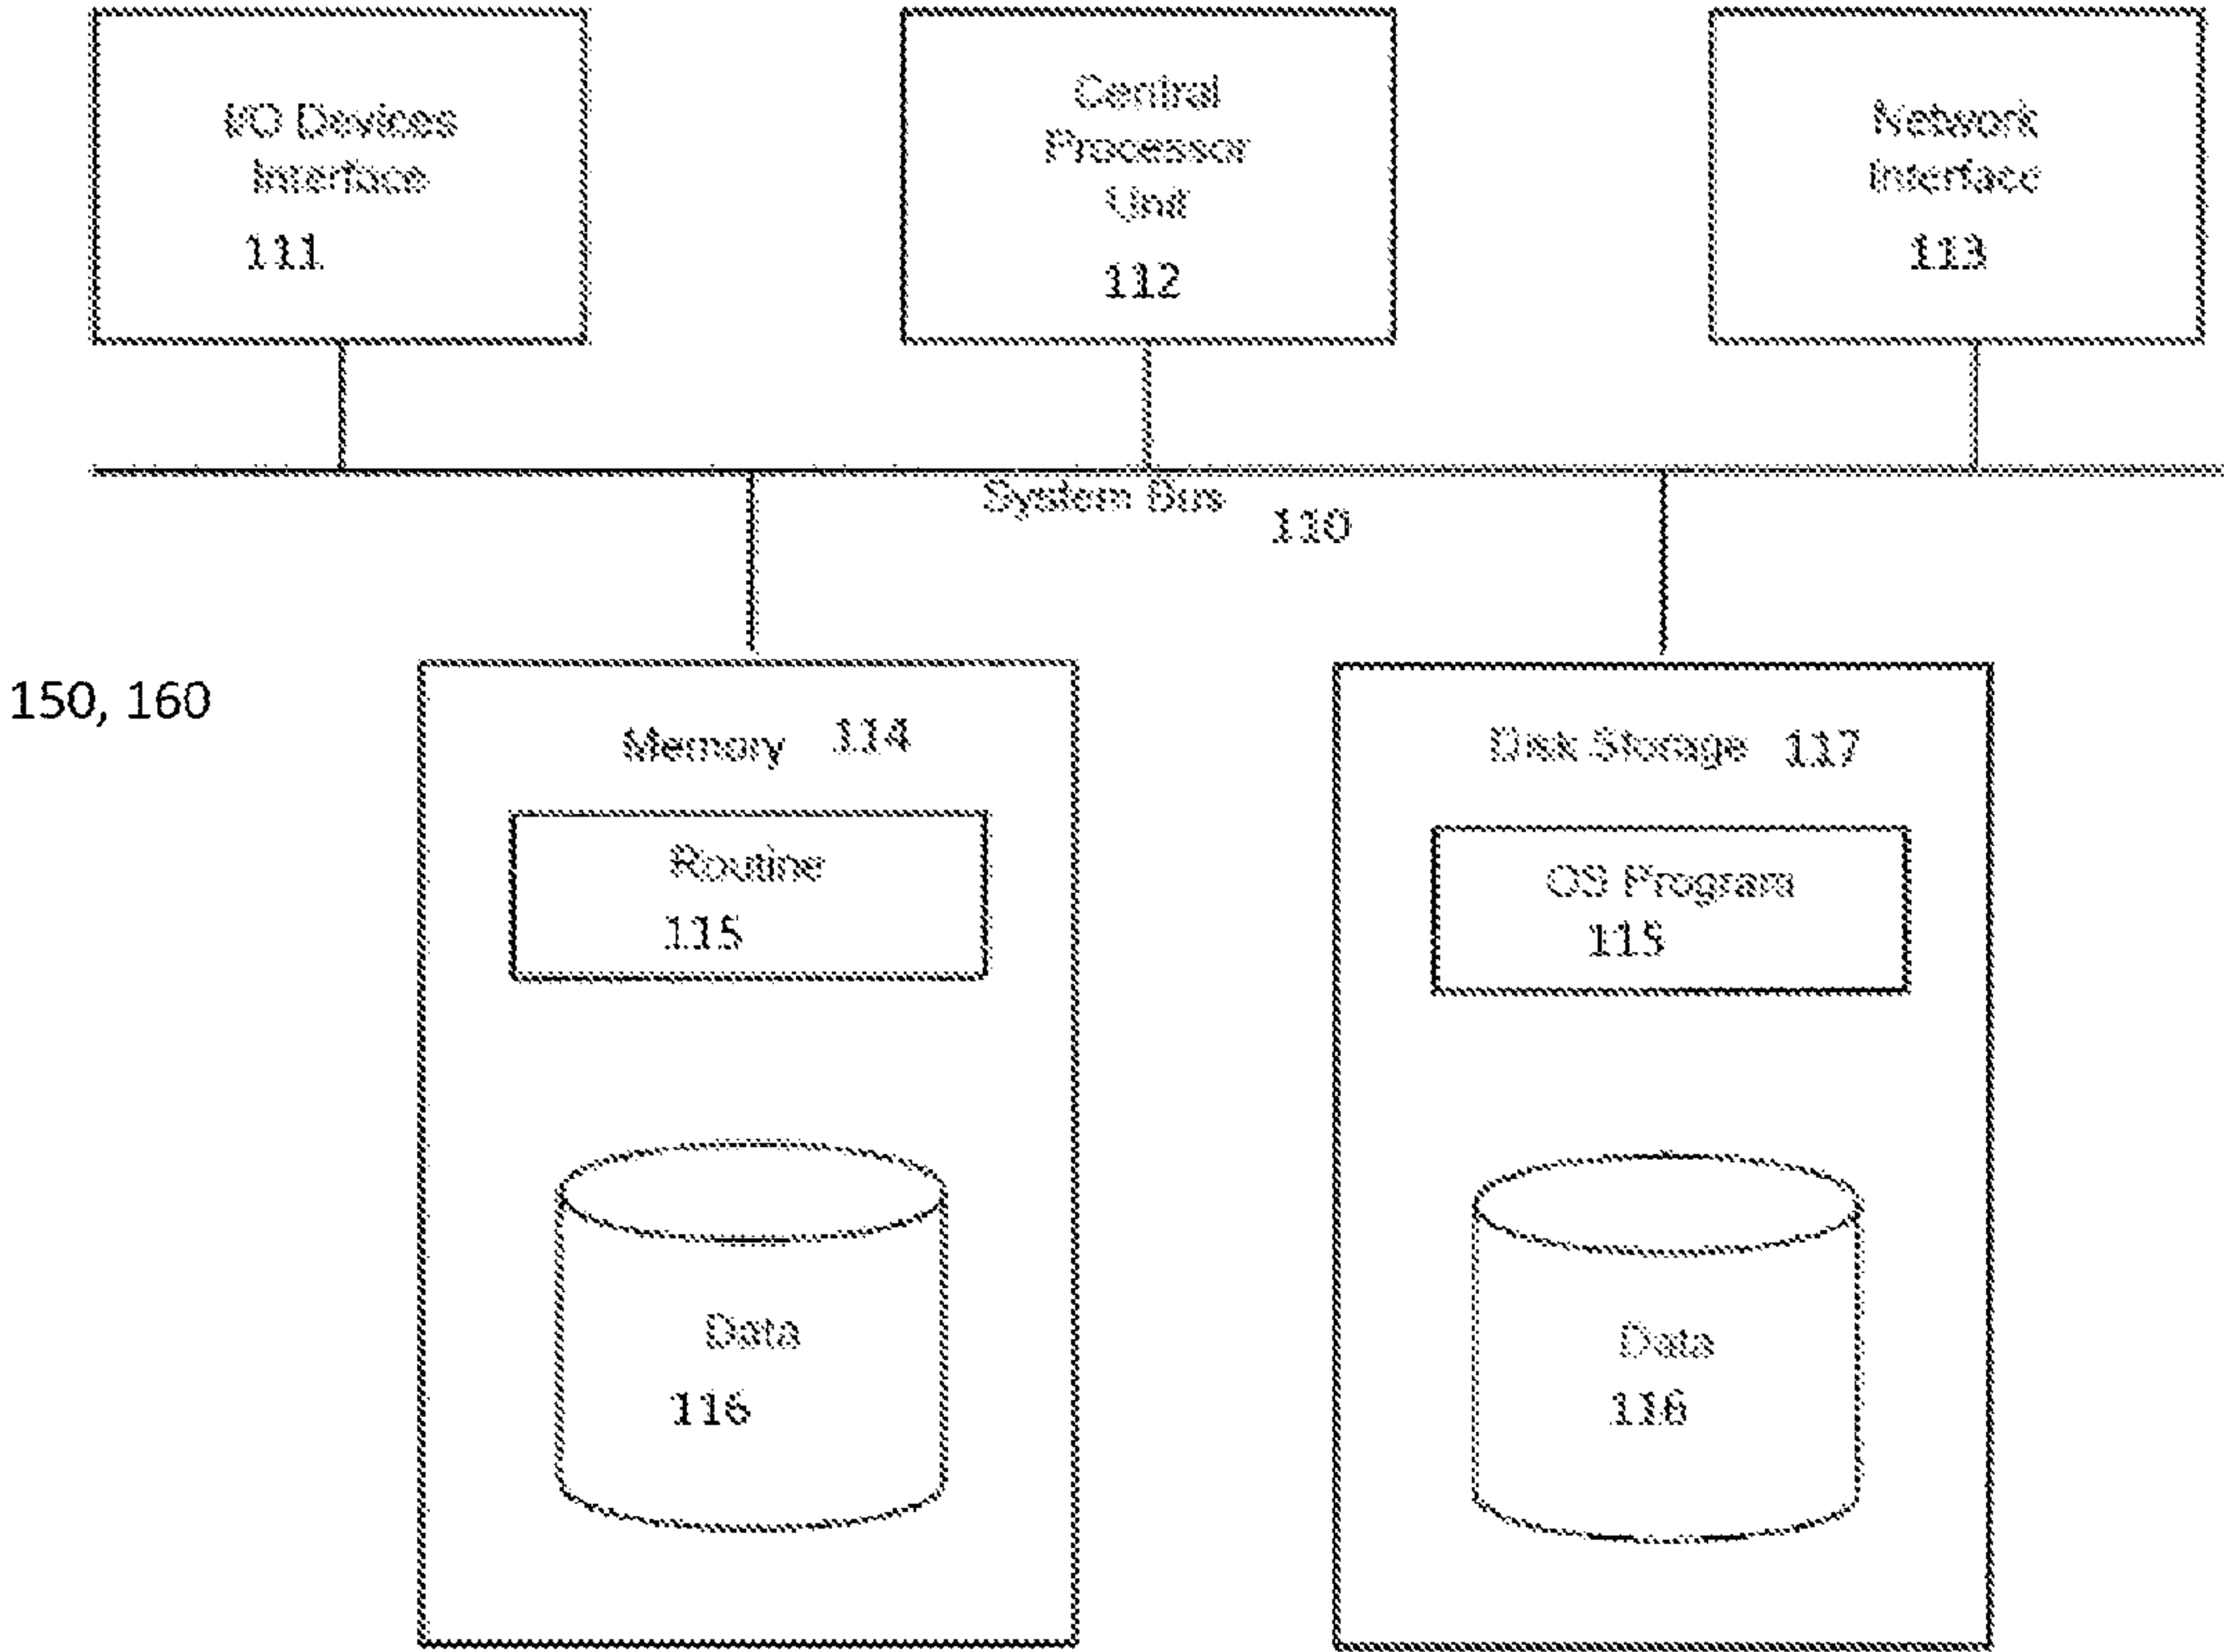 I/O Devices
Interface
111
Central
Processor
Unit
112
Network
Interface
113
System Bus
110
150, 160
Memory 114
Routine
115
Data
116
Disk Storage 117
OS Program
115
Data
116